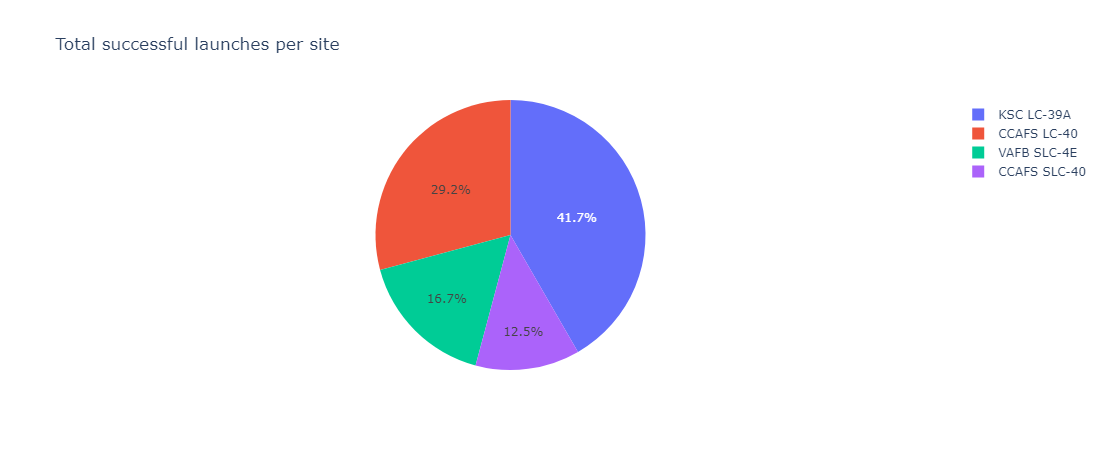 Total successful launches per site
KSC LC-39A
CCAFS LC-40
VAFB SLC-4E
CCAFS SLC-40
29.2%
41.7%
16.7%
12.5%